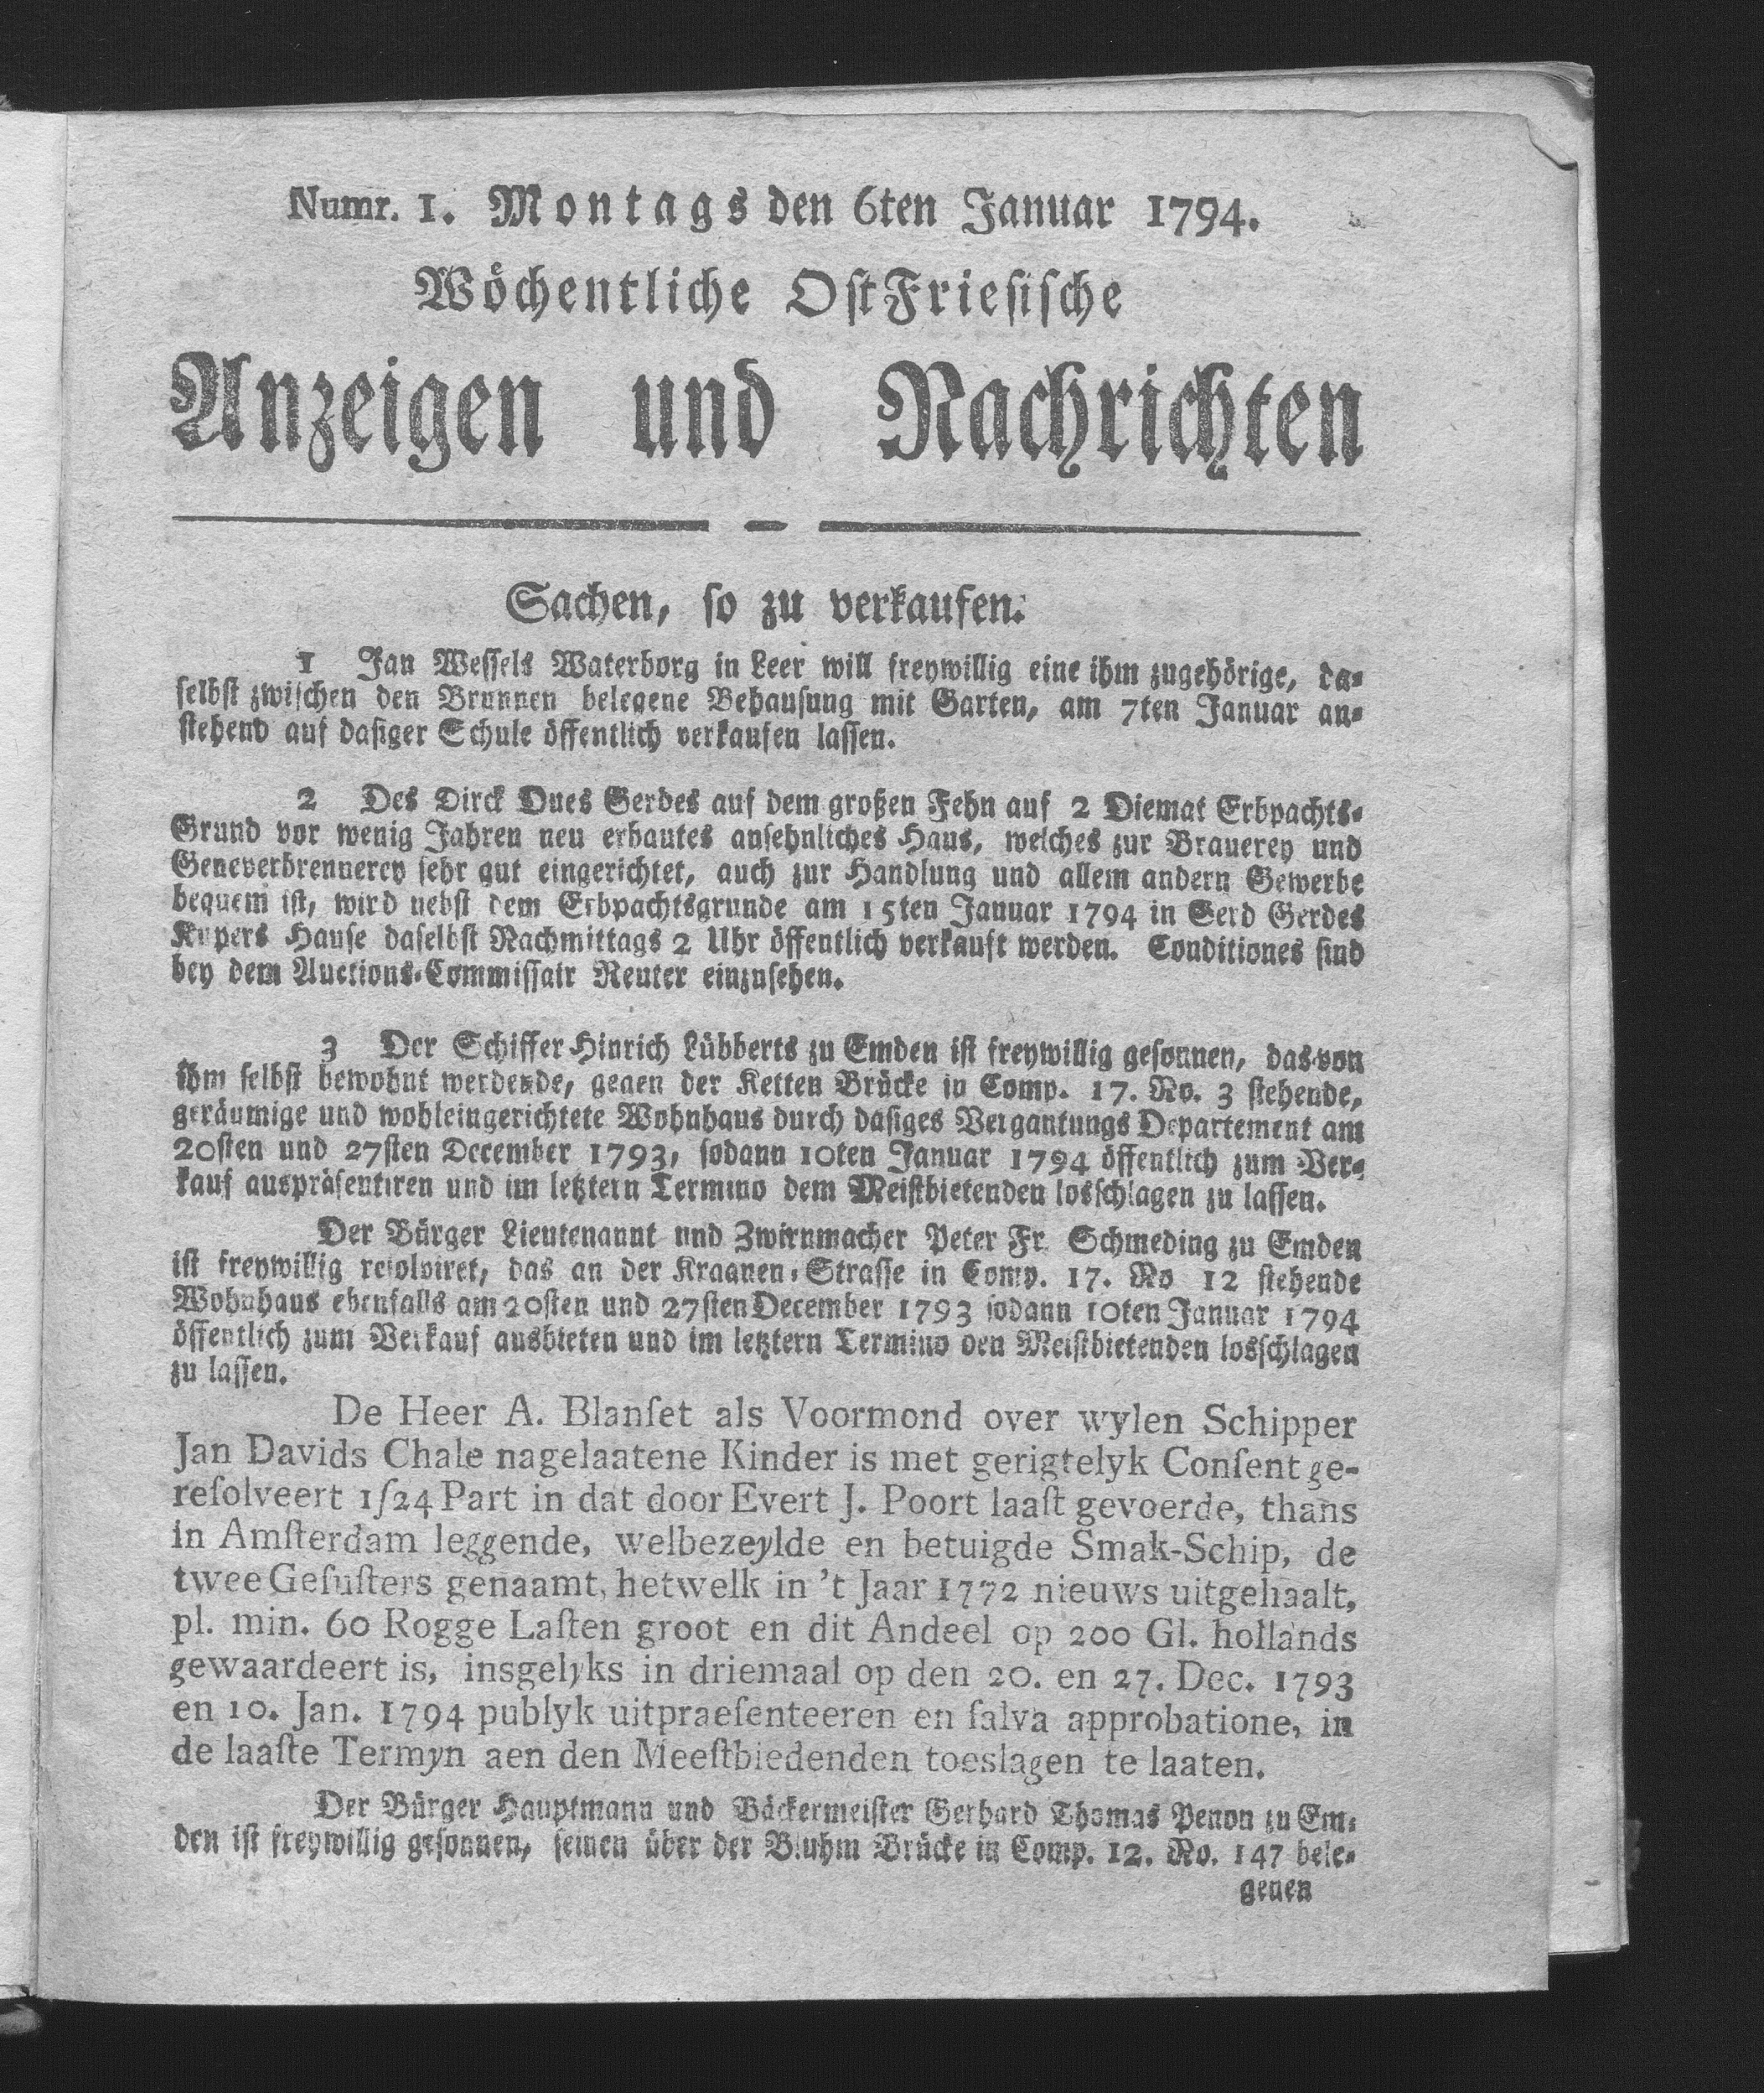 Numr. 1. Montags den 6ten Januar 1794.
Wöchentliche OstFriesische
Anzeigen und Nachrichten
Sachen, so zu verkaufen.
1 Jan Wessels Waterborg in Leer will freywillig eine ihm zugehörige, da-
selbst zwischen den Brunnen belegene Behausung mit Garten, am 7ten Januar an-
stehend auf dasiger Schule öffentlich verkaufen lassen.
2 Des Dirck Dues Gerdes auf dem großen Fehn auf 2 Diemat Erbpachts-
Grund vor wenig Jahren neu erbautes ansehnliches Haus, welches zur Brauerey und
Geneverbrennerey sehr gut eingerichtet, auch zur Handlung und allem andern Gewerbe
bequem ist, wird nebst dem Erbpachtsgrunde am 15ten Januar 1794 in Gerd Gerdes
Kupers Hause daselbst Nachmittags 2 Uhr öffentlich verkauft werden. Conditiones sind
bey dem Auctions-Commissair Reuter einzusehen.
3 Der Schiffer Hinrich Lübberts zu Emden ist freywillig gesonnen, das von
ihm selbst bewohnt werdende, gegen der Ketten Brücke in Comp. 17. No. 3 stehende,
geräumige und wohleingerichtete Wohnhaus durch dasiges Vergantungs Departement am
20sten und 27sten December 1793, sodann 10ten Januar 1794 öffentlich zum Ver-
kauf auspräsentiren und im letztern Termino dem Meistbietenden losschlagen zu lassen.
Der Bürger Lieutenannt und Zwirnmacher Peter Fr. Schmeding zu Emden
ist freywillig resolviret, das an der Kraanen-Strasse in Comp. 17. No 12 stehende
Wohnhaus ebenfalls am 20sten und 27sten December 1793 sodann 10ten Januar 1794
öffentlich zum Verkauf ausbieten und im letztern Termino den Meistbietenden losschlagen
zu lassen.
De Heer A. Blanſet als Voormond over wylen Schipper
Jan Davids Chale nagelaatene Kinder is met gerigtelyk Conſent ge-
reſolveert 1/24 Part in dat door Evert J. Poort laaſt gevoerde, thans
in Amſterdam leggende, welbezeylde en betuigde Smak-Schip, de
twee Geſuſters genaamt, hetwelk in 't Jaar 1772 nieuws uitgehaalt,
pl. min. 60 Rogge Laſten groot en dit Andeel op 200 Gl. hollands
gewaardeert is, insgelyks in driemaal op den 20. en 27. Dec. 1793
en 10. Jan. 1794 publyk uitpraeſenteeren en ſalva approbatione, in
de laaſte Termyn aen den Meeſtbiedenden toeslagen te laaten.
Der Bürger Hauptmann und Bäckermeister Gerhard Thomas Penon zu Em-
den ist freywillig gesonnen, seinen über der Bluhm Brücke in Comp. 12. No. 147 bele-
genen